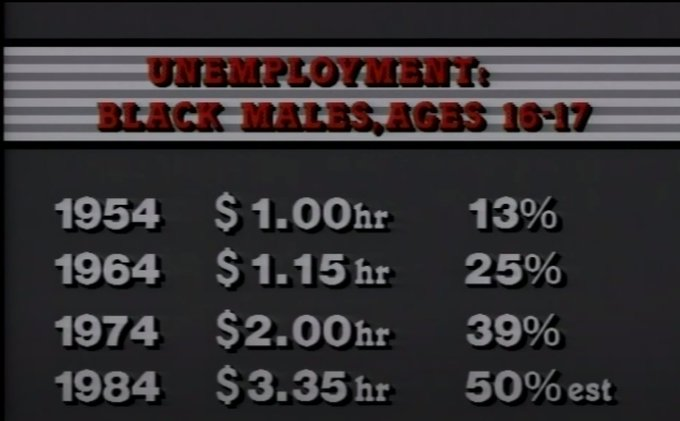 UNEMPLOYMENT:
BLACK MALES, AGES 16-17
1954 $1.00hr 13%
1964 $1.15hr 25%
1974 $2.00hr 39%
1984 $3.35hr 50% est